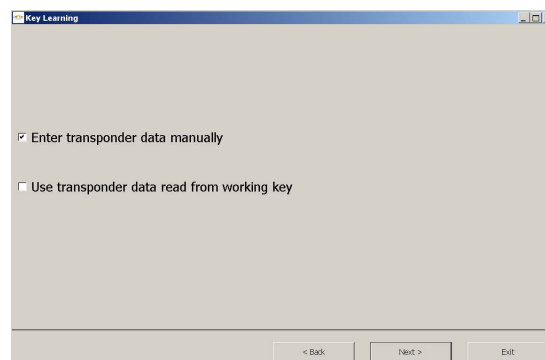 Key Learning
Enter transponder data manually
Use transponder data read from working key
< Back Next > Exit